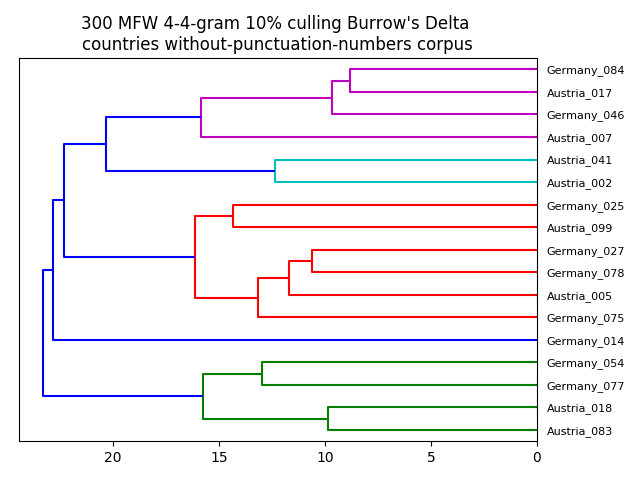 300 MFW 4-4-gram 10% culling Burrow's Delta
countries without-punctuation-numbers corpus
Germany_084
Austria_017
Germany_046
Austria_007
Austria_041
Austria_002
Germany_025
Austria_099
Germany_027
Germany_078
Austria_005
Germany_075
Germany_014
Germany_054
Germany_077
Austria_018
Austria_083
20 15 10 5 0